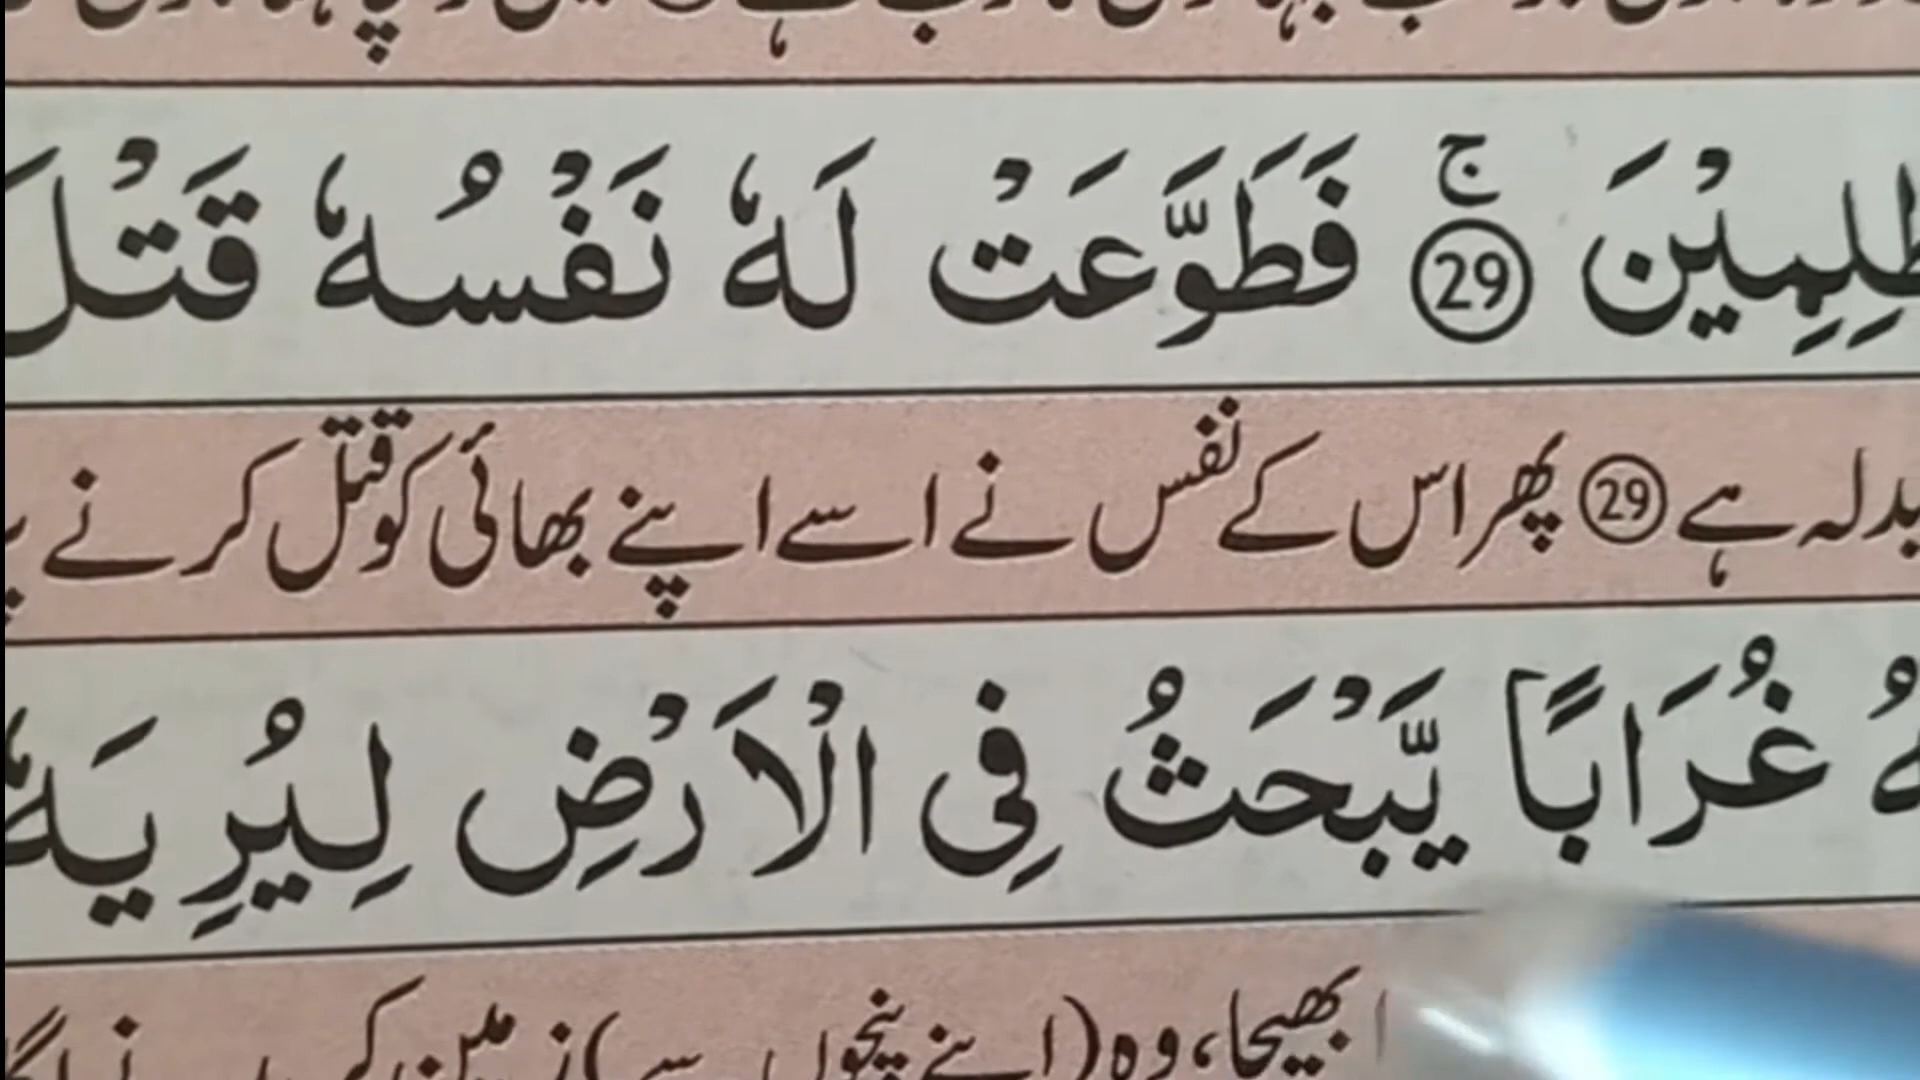 ظٰلِمِيْنَ ۚ 29 فَطَوَّعَتْ لَهٗ نَفْسُهٗ قَتْلَ
بدلہ ہے 29 پھر اس کے نفس نے اسے اپنے بھائی کو قتل کرنے
هُ غُرَابًا يَّبْحَثُ فِى الْاَرْضِ لِيُرِيَهٗ
بھیجا، وہ (اپنے پنجوں سے) زمین